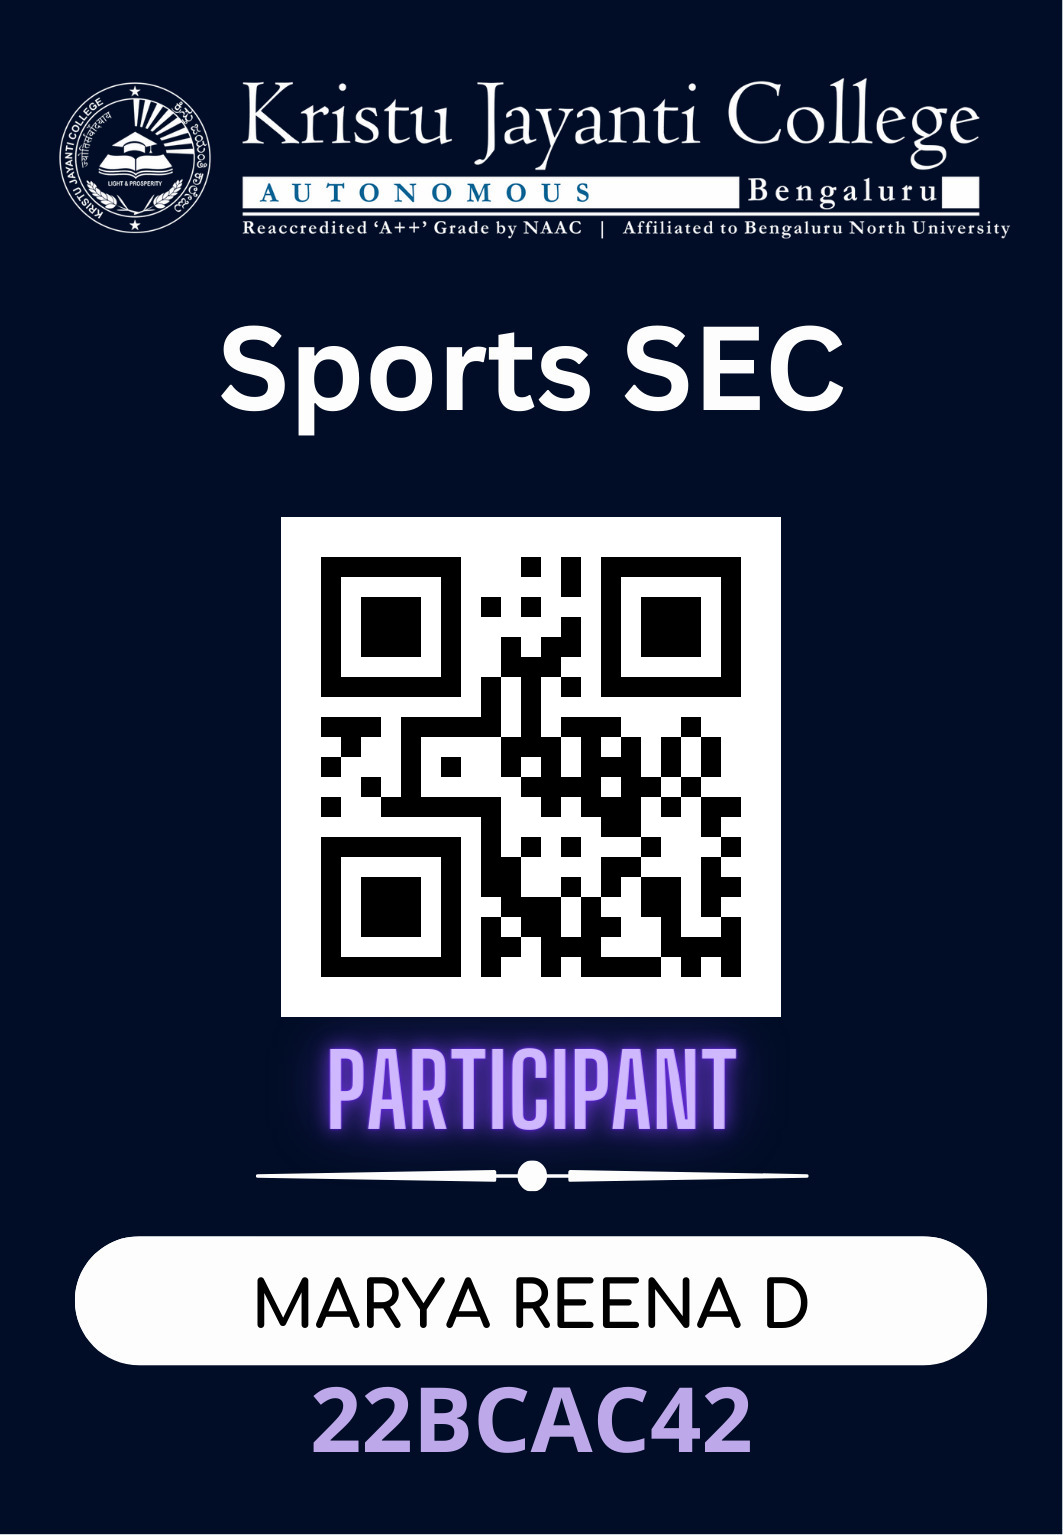 KRISTU JAYANTI COLLEGE
ಕ್ರಿಸ್ತು ಜಯಂತಿ ಕಾಲೇಜು
LIGHT & PROSPERITY
Kristu Jayanti College
AUTONOMOUS Bengaluru
Reaccredited ‘A++’ Grade by NAAC | Affiliated to Bengaluru North University
Sports SEC
PARTICIPANT
MARYA REENA D
22BCAC42